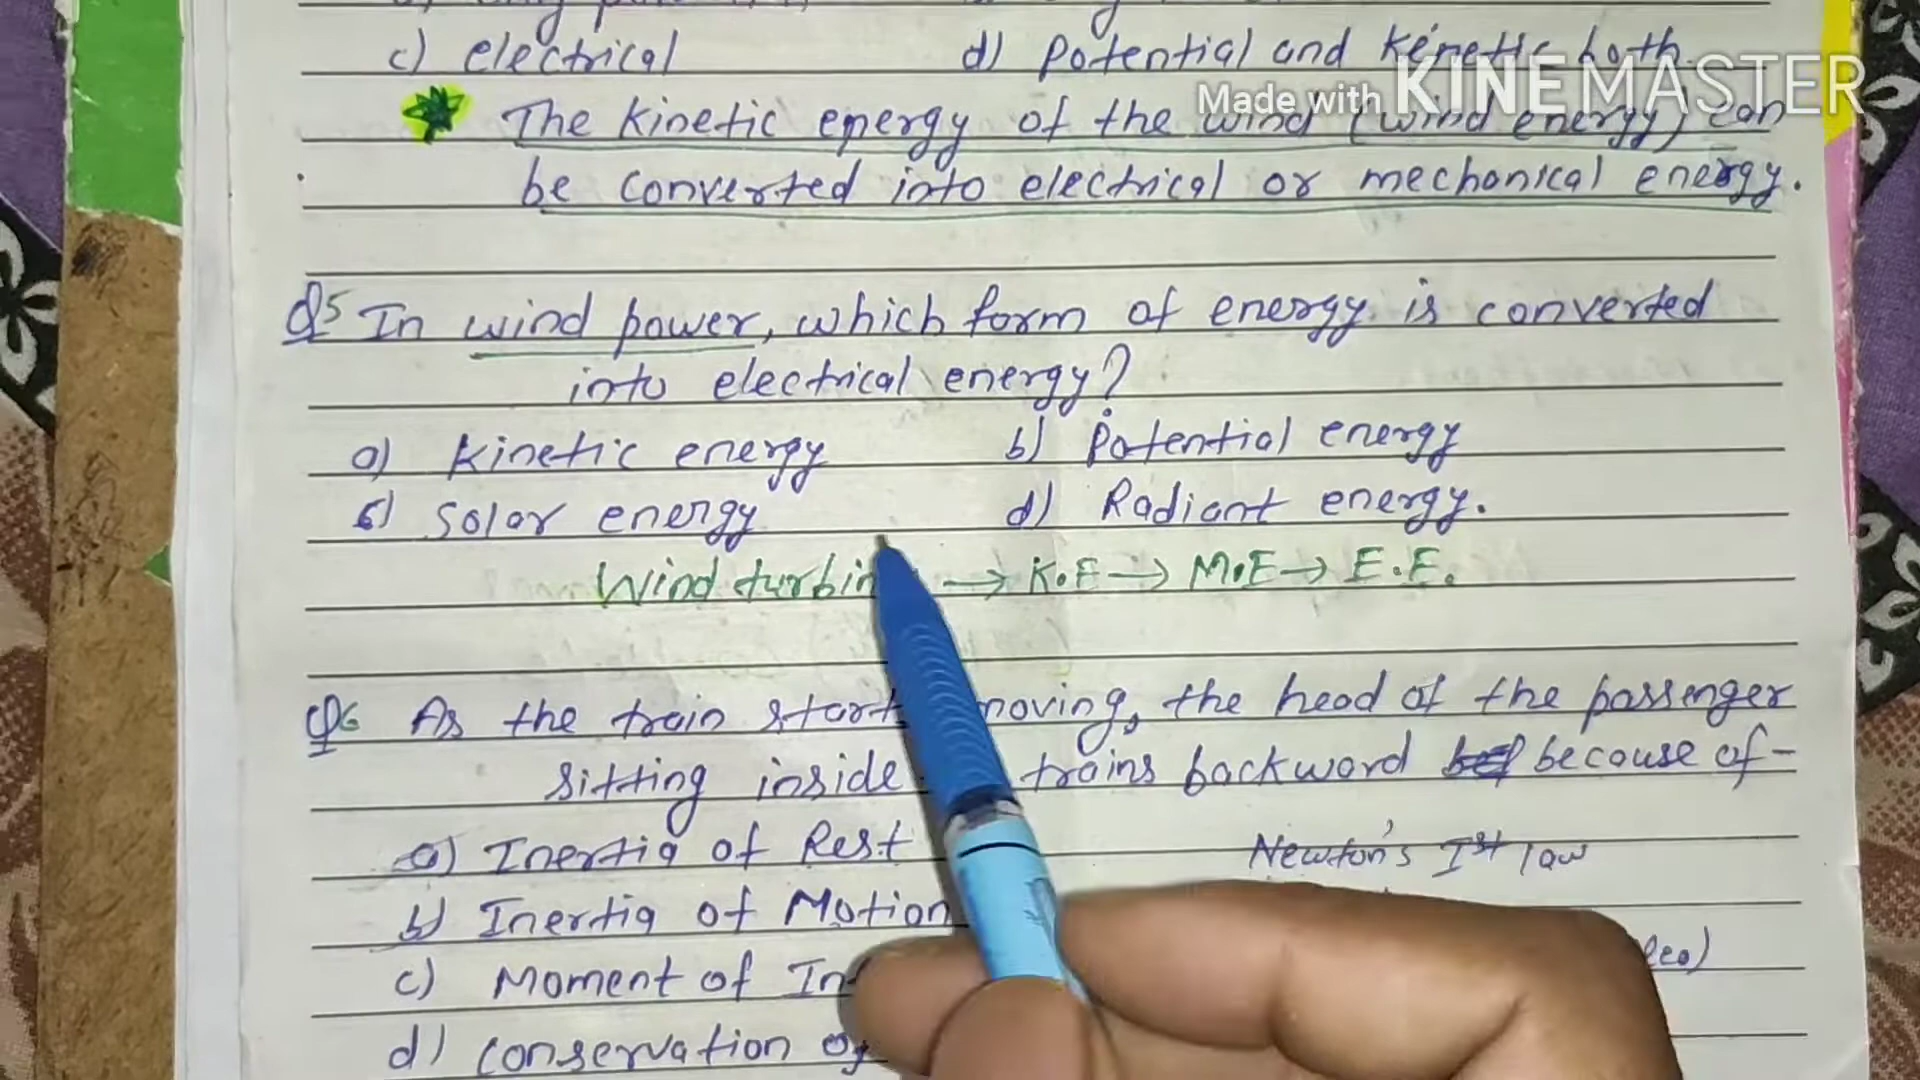 c) electrical d) Potential and kenetic both.
Made with KINEMASTER
The kinetic energy of the wind (wind energy) can
be converted into electrical or mechanical energy.
Q5 In wind power, which form of energy is converted
into electrical energy?
a) kinetic energy b) Potential energy
c) Solar energy d) Radiant energy.
Wind turbin → K.E → M.E → E.E.
Q6 As the train start moving, the head of the passenger
sitting inside trains backward because of-
a) Inertia of Rest Newton's Ist law
b) Inertia of Motion
c) Moment of In leo)
d) conservation of